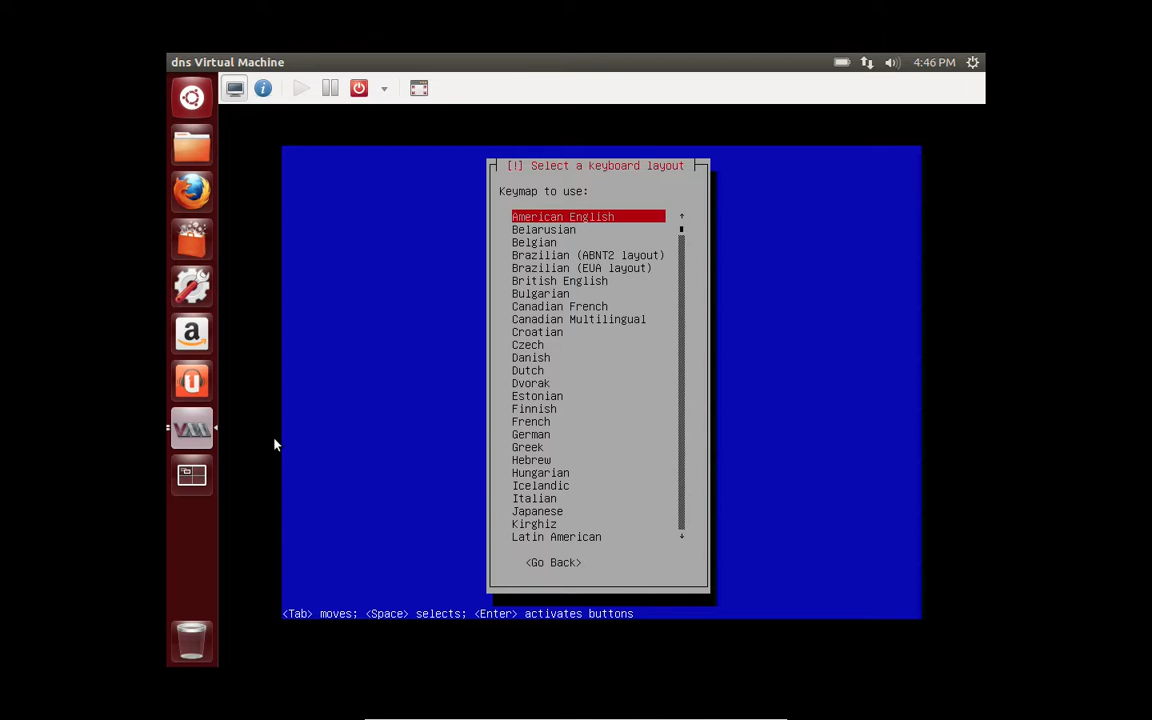 dns Virtual Machine
4:46 PM
[!] Select a keyboard layout
Keymap to use:
American English
Belarusian
Belgian
Brazilian (ABNT2 layout)
Brazilian (EUA layout)
British English
Bulgarian
Canadian French
Canadian Multilingual
Croatian
Czech
Danish
Dutch
Dvorak
Estonian
Finnish
French
German
Greek
Hebrew
Hungarian
Icelandic
Italian
Japanese
Kirghiz
Latin American
<Go Back>
<Tab> moves; <Space> selects; <Enter> activates buttons